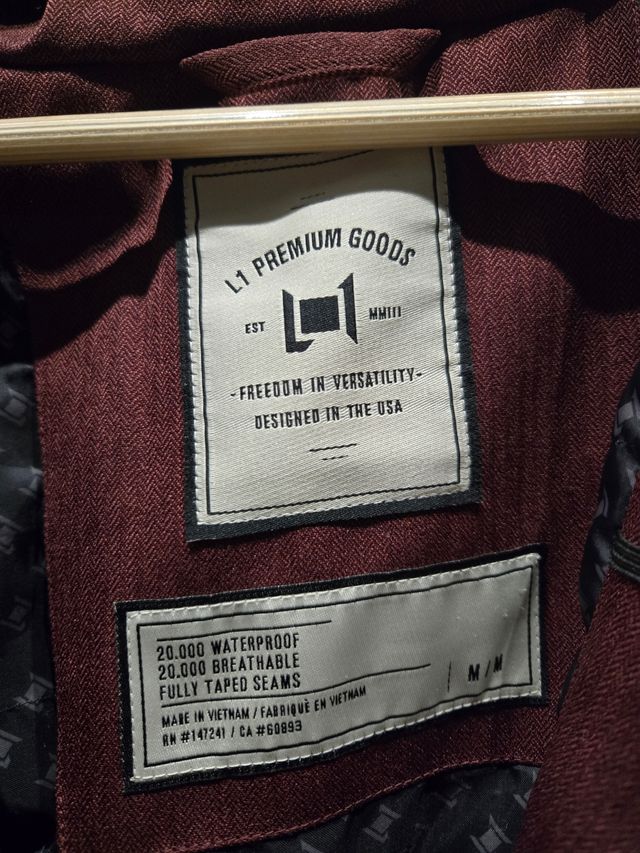 L1 PREMIUM GOODS
EST MMIII
-FREEDOM IN VERSATILITY-
DESIGNED IN THE USA
20.000 WATERPROOF
20.000 BREATHABLE
FULLY TAPED SEAMS
M / M
MADE IN VIETNAM / FABRIQUÈ EN VIETNAM
RN #147241 / CA #60893